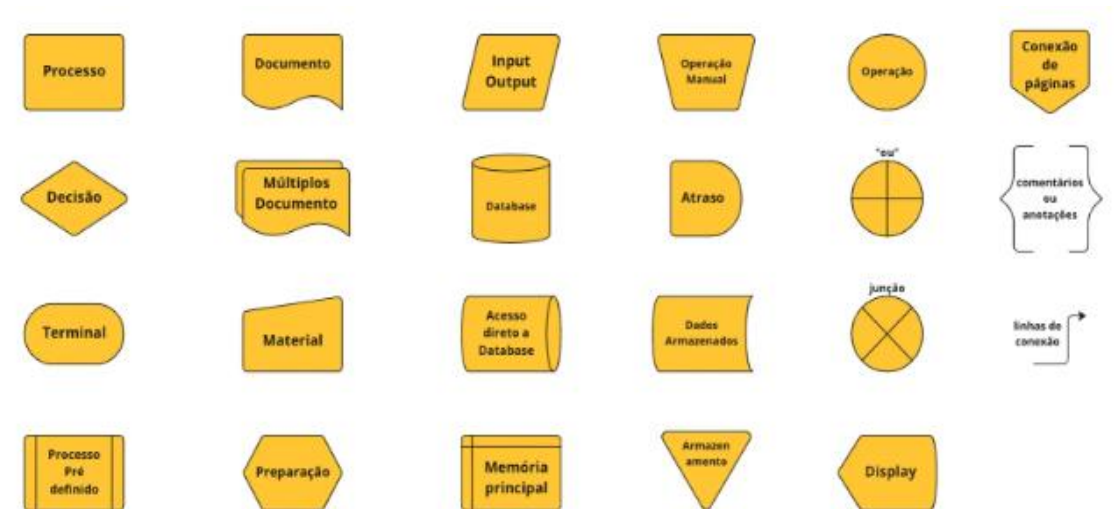 Processo
Documento
Input
Output
Operação
Manual
Operação
Conexão
de
páginas
Decisão
Múltiplos
Documento
Database
Atraso
"ou"
comentários
ou
anotações
Terminal
Material
Acesso
direto a
Database
Dados
Armazenados
junção
linhas de
conexão
Processo
Pré
definido
Preparação
Memória
principal
Armazen
amento
Display